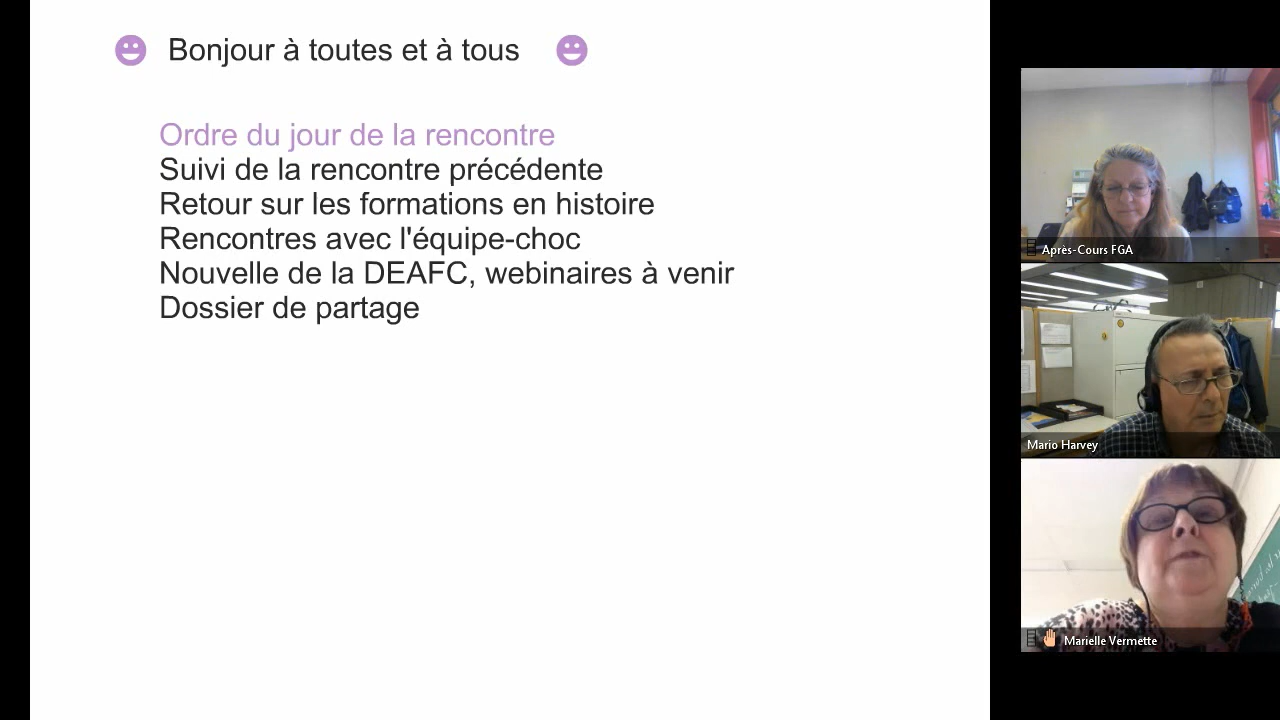 Bonjour à toutes et à tous
Ordre du jour de la rencontre
Suivi de la rencontre précédente
Retour sur les formations en histoire
Rencontres avec l'équipe-choc
Nouvelle de la DEAFC, webinaires à venir
Dossier de partage
Après-Cours FGA
Mario Harvey
Marielle Vermette